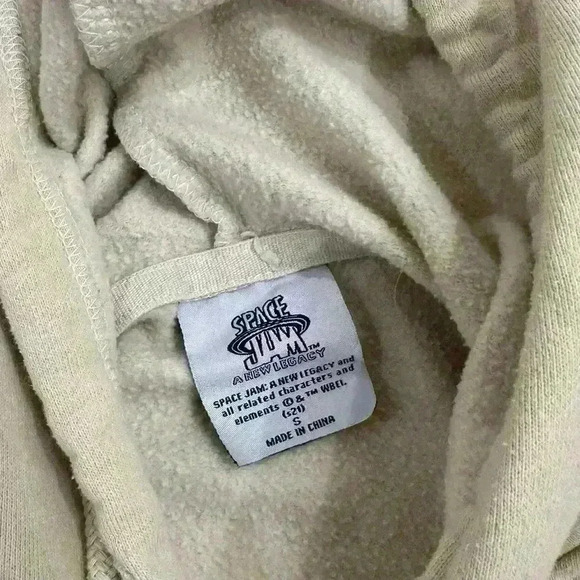 SPACE
JAM™
A NEW LEGACY
SPACE JAM: A NEW LEGACY and
all related characters and
elements © & ™ WBEI.
(s21)
S
MADE IN CHINA